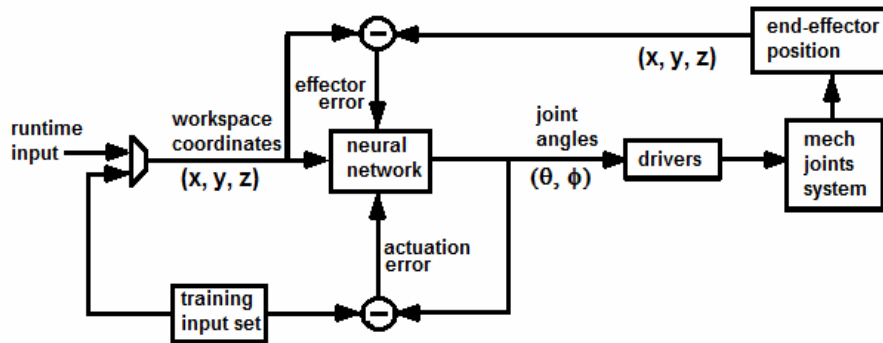 end-effector
position
(x, y, z)
effector
error
runtime
input
workspace
coordinates
(x, y, z)
neural
network
joint
angles
(θ, ϕ)
drivers
mech
joints
system
actuation
error
training
input set